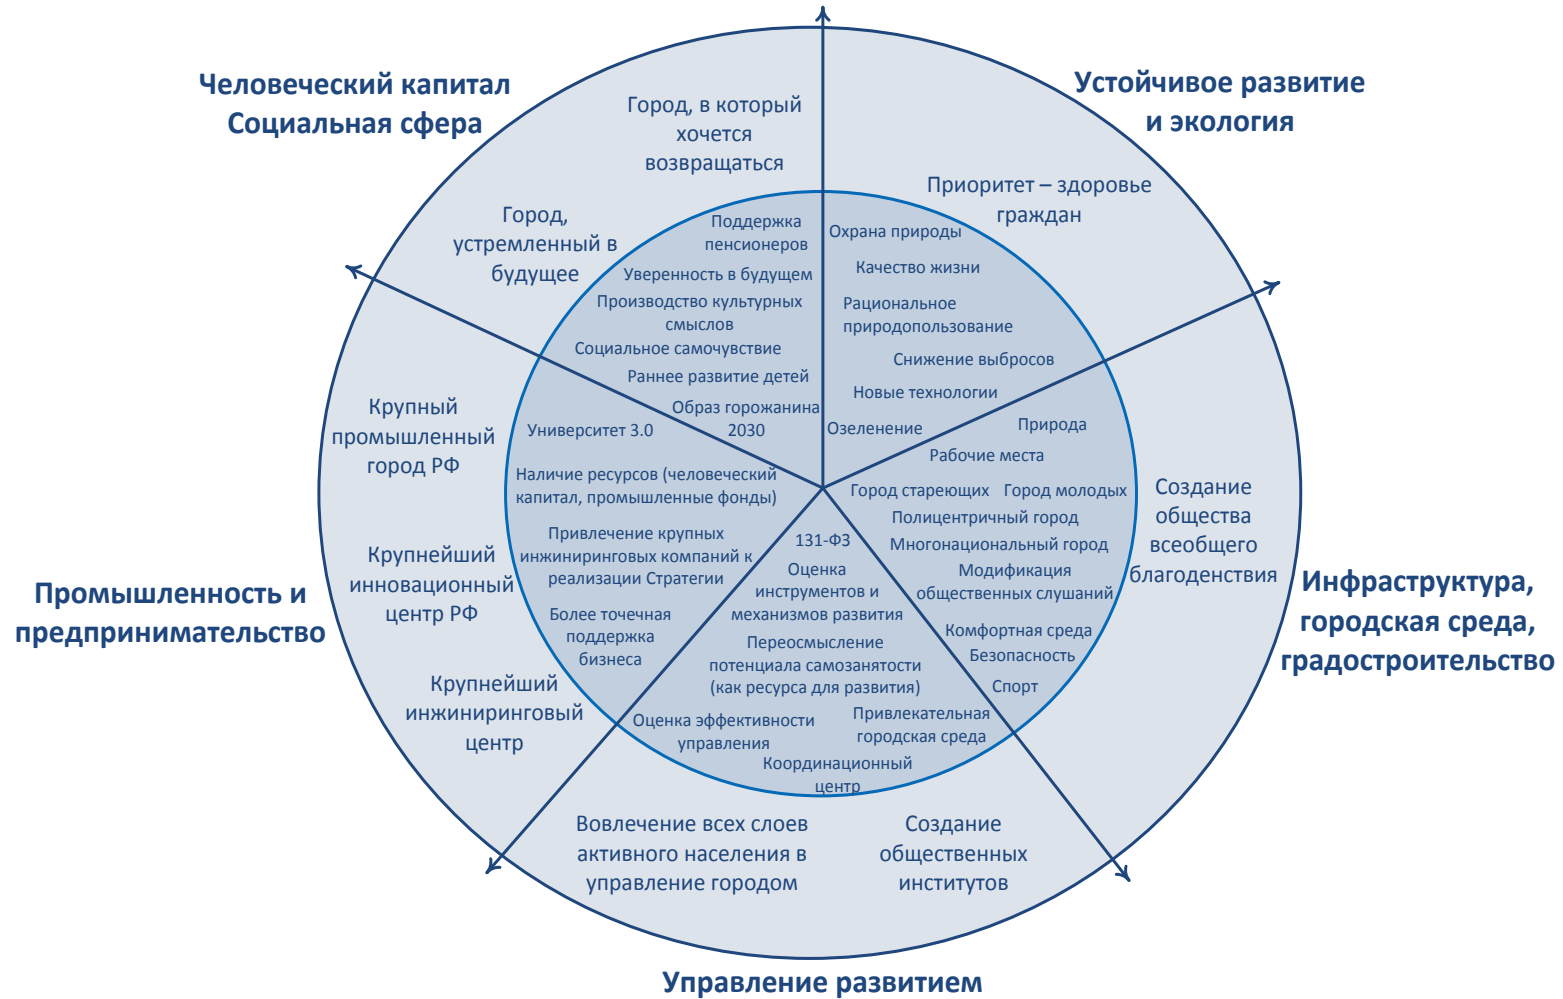 Человеческий капитал
Социальная сфера
Город, в который
хочется
возвращаться
Город,
устремленный в
будущее
Поддержка
пенсионеров
Уверенность в будущем
Производство культурных
смыслов
Социальное самочувствие
Раннее развитие детей
Образ горожанина
2030
Устойчивое развитие
и экология
Приоритет – здоровье
граждан
Охрана природы
Качество жизни
Рациональное
природопользование
Снижение выбросов
Новые технологии
Озеленение
Инфраструктура,
городская среда,
градостроительство
Создание
общества
всеобщего
благоденствия
Природа
Рабочие места
Город стареющих
Город молодых
Полицентричный город
Многонациональный город
Модификация
общественных слушаний
Комфортная среда
Безопасность
Спорт
Управление развитием
Вовлечение всех слоев
активного населения в
управление городом
Создание
общественных
институтов
131-ФЗ
Оценка
инструментов и
механизмов развития
Переосмысление
потенциала самозанятости
(как ресурса для развития)
Оценка эффективности
управления
Привлекательная
городская среда
Координационный
центр
Промышленность и
предпринимательство
Крупный
промышленный
город РФ
Крупнейший
инновационный
центр РФ
Крупнейший
инжиниринговый
центр
Университет 3.0
Наличие ресурсов (человеческий
капитал, промышленные фонды)
Привлечение крупных
инжиниринговых компаний к
реализации Стратегии
Более точечная
поддержка
бизнеса